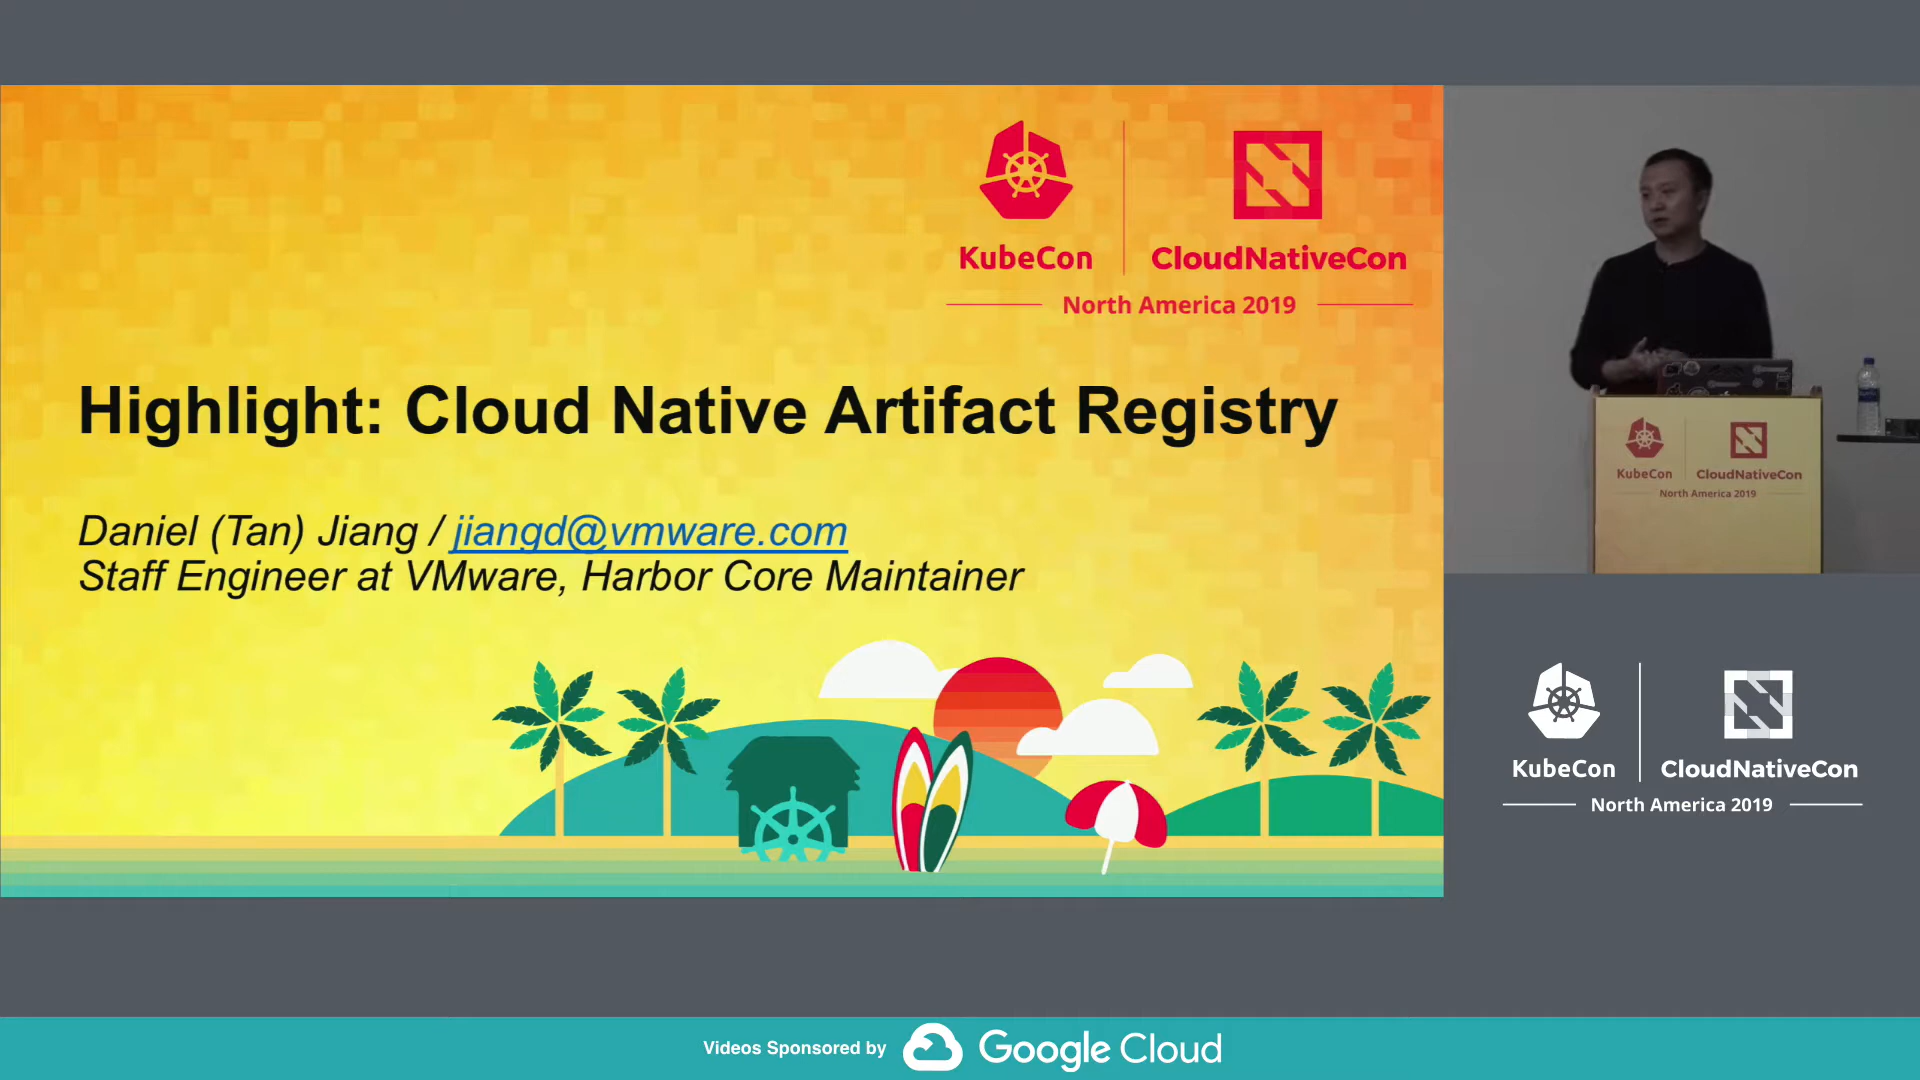 KubeCon
CloudNativeCon
North America 2019
Highlight: Cloud Native Artifact Registry
Daniel (Tan) Jiang / jiangd@vmware.com
Staff Engineer at VMware, Harbor Core Maintainer
KubeCon
CloudNativeCon
North America 2019
KubeCon
CloudNativeCon
North America 2019
Videos Sponsored by
Google Cloud